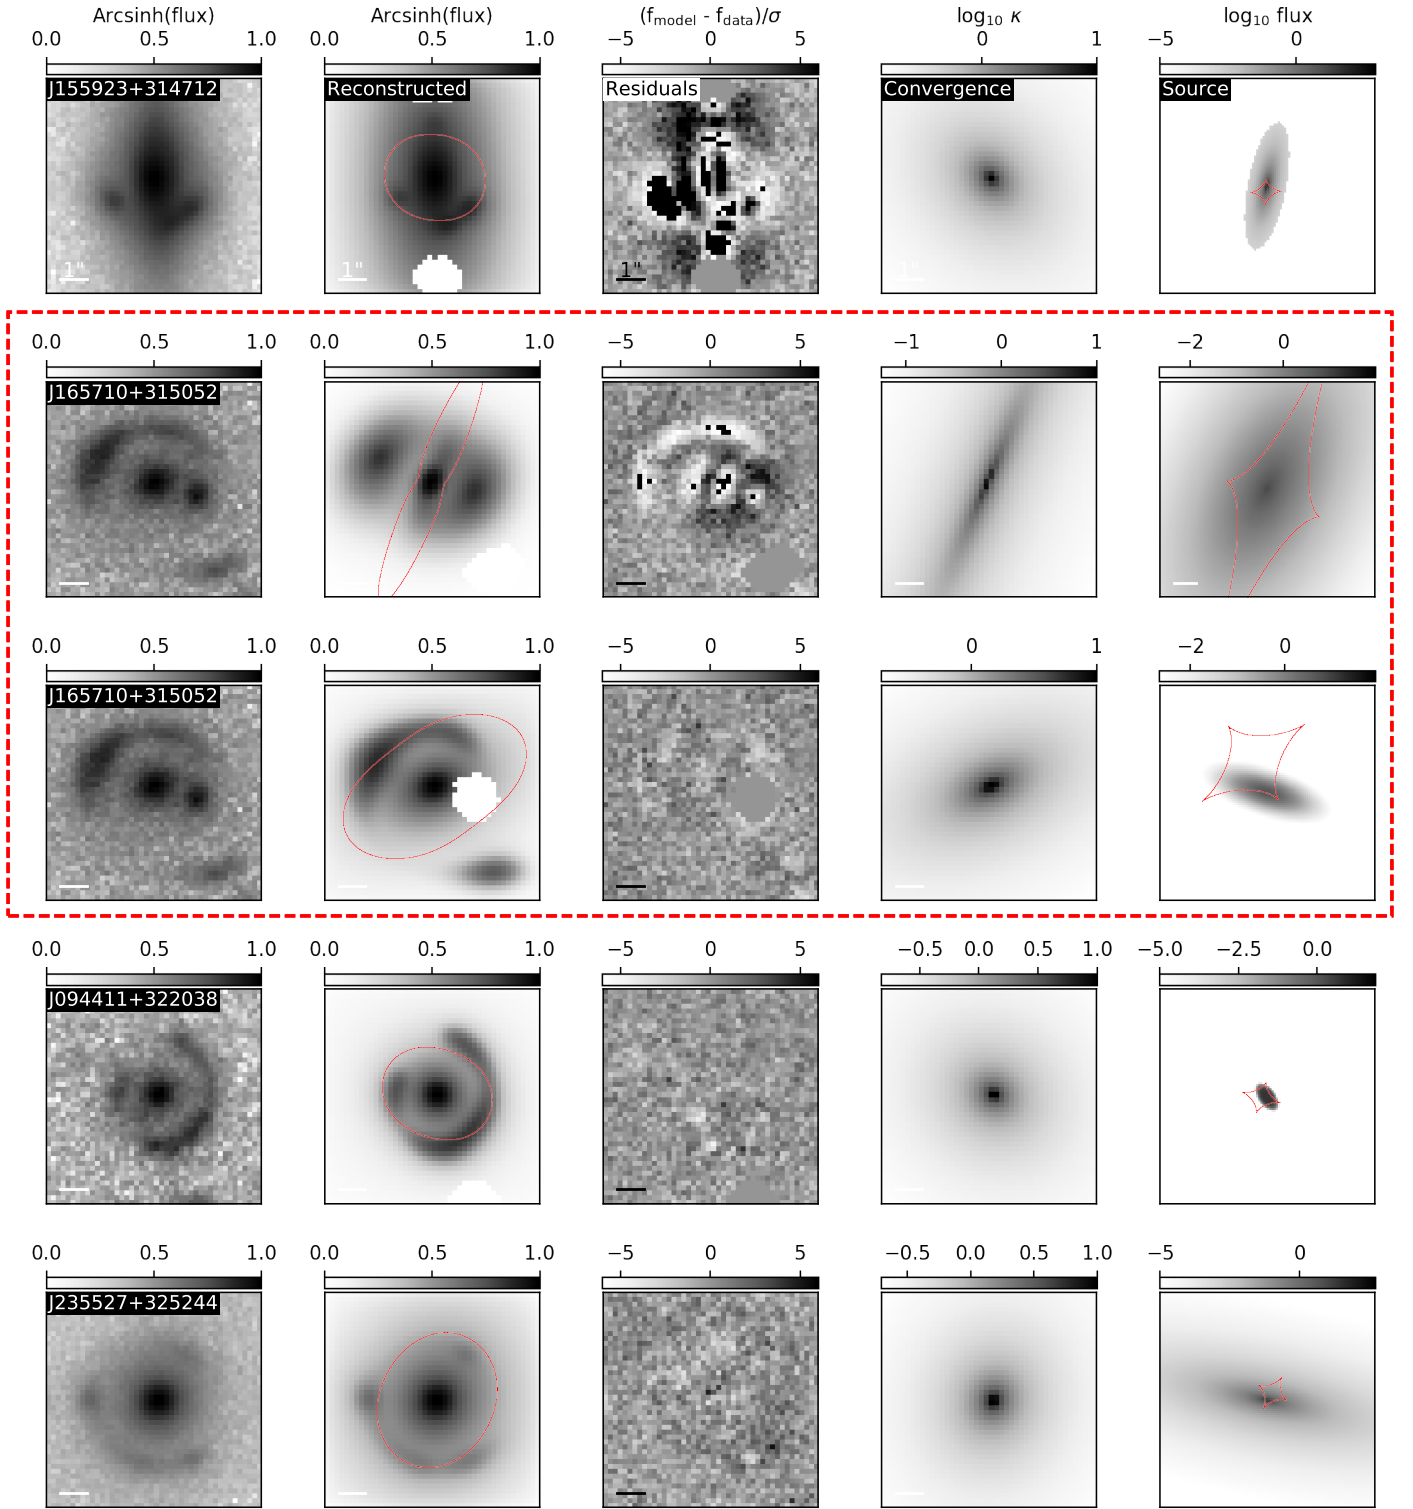 Arcsinh(flux) Arcsinh(flux) (f_model - f_data)/σ log₁₀ κ log₁₀ flux
0.0 0.5 1.0 0.0 0.5 1.0 −5 0 5 0 1 −5 0
J155923+314712 Reconstructed Residuals Convergence Source
1" 1" 1" 1"
0.0 0.5 1.0 0.0 0.5 1.0 −5 0 5 −1 0 1 −2 0
J165710+315052
0.0 0.5 1.0 0.0 0.5 1.0 −5 0 5 0 1 −2 0
J165710+315052
0.0 0.5 1.0 0.0 0.5 1.0 −5 0 5 −0.5 0.0 0.5 1.0 −5.0 −2.5 0.0
J094411+322038
0.0 0.5 1.0 0.0 0.5 1.0 −5 0 5 −0.5 0.0 0.5 1.0 −5 0
J235527+325244